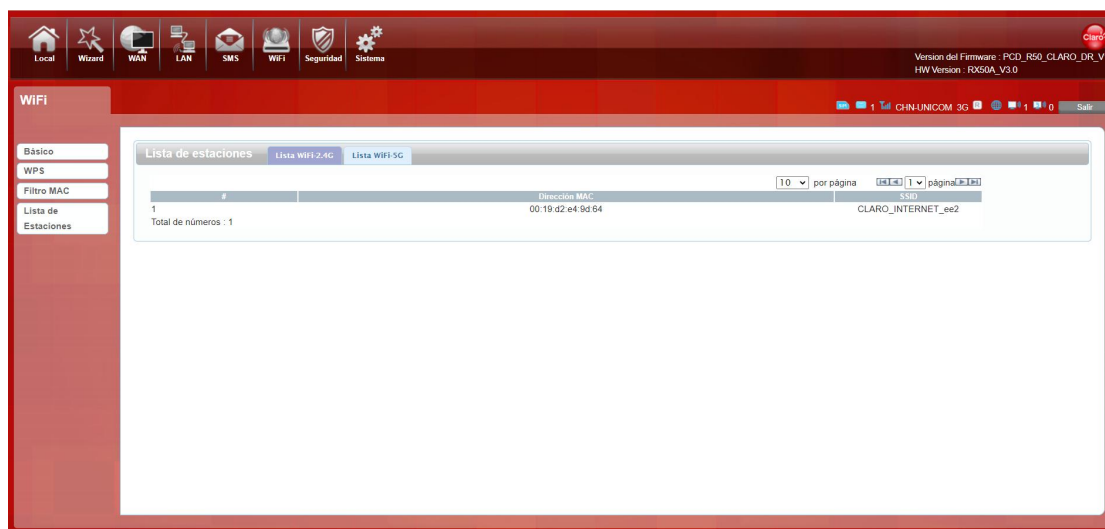 Local Wizard WAN LAN SMS WiFi Seguridad Sistema
Claro
Version del Firmware : PCD_R50_CLARO_DR_V
HW Version : RX50A_V3.0
WiFi
1 CHN-UNICOM 3G R 1 0 Salir
Básico
WPS
Filtro MAC
Lista de
Estaciones
Lista de estaciones Lista WiFi-2.4G Lista WiFi-5G
10 por página 1 página
# Dirección MAC SSID
1 00:19:d2:e4:9d:64 CLARO_INTERNET_ee2
Total de números : 1